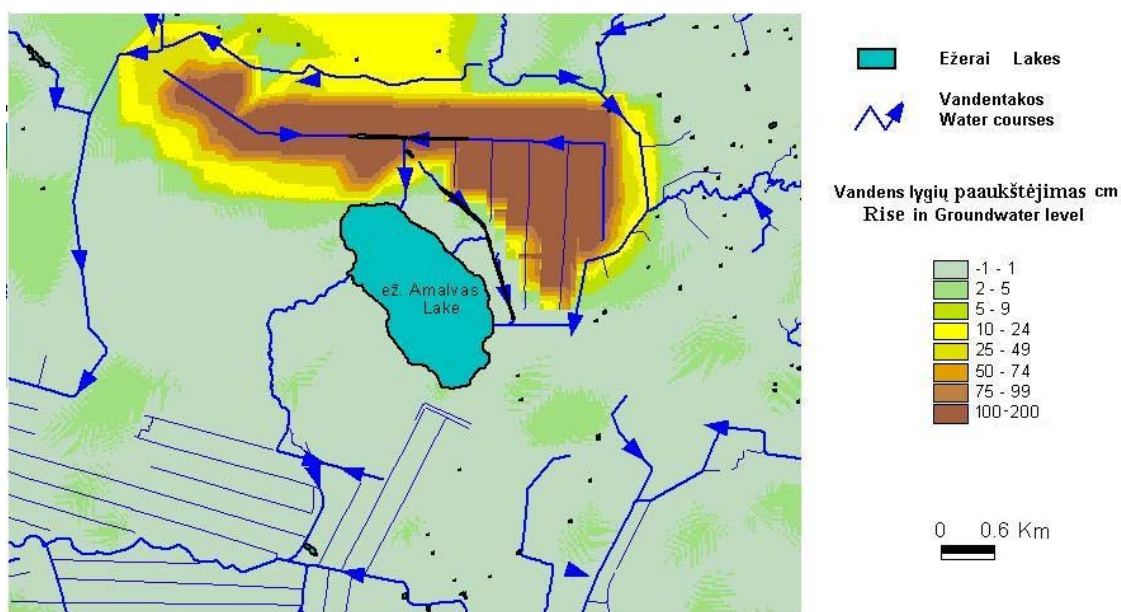 ež. Amalvas
Lake
Ežerai Lakes
Vandentakos
Water courses
Vandens lygių paaukštėjimas cm
Rise in Groundwater level
-1 - 1
2 - 5
5 - 9
10 - 24
25 - 49
50 - 74
75 - 99
100-200
0 0.6 Km